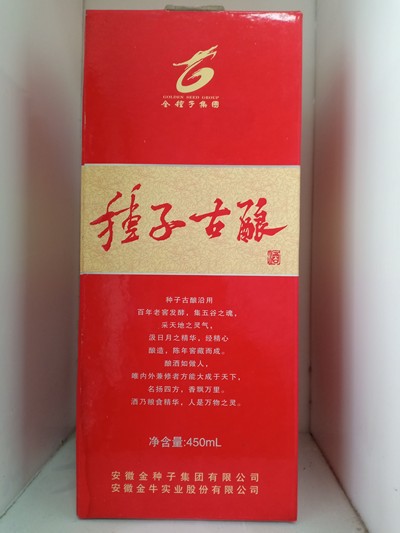 GOLDEN SEED GROUP
金種子集團
種子古釀
酒
种子古酿沿用
百年老窖发酵，集五谷之魂，
采天地之灵气，
汲日月之精华，经精心
酿造，陈年窖藏而成。
酿酒如做人，
唯内外兼修者方能大成于天下，
名扬四方，香飘万里。
酒乃粮食精华，人是万物之灵。
净含量:450mL
安徽金种子集团有限公司
安徽金牛实业股份有限公司